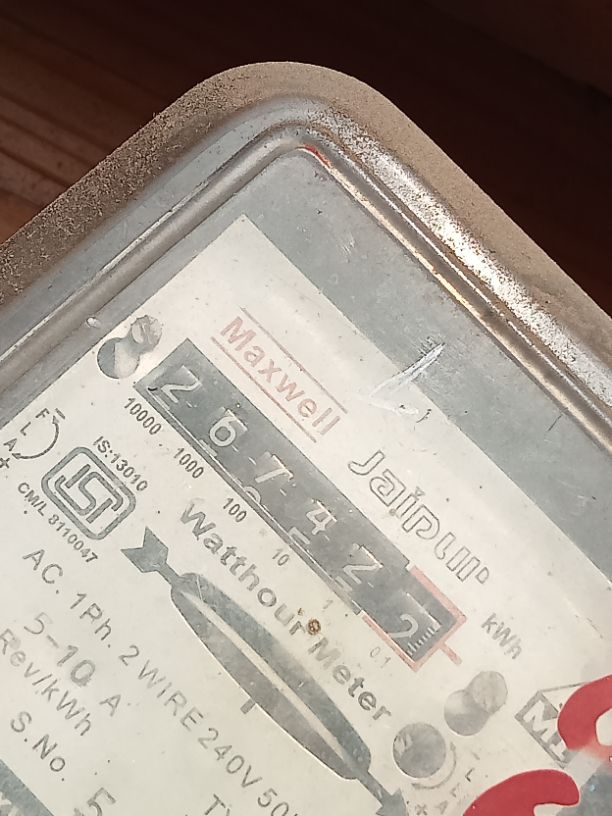 Maxwell
Jaipur
2 6 7 4 2 2
kWh
10000 1000 100 10 1 0.1
IS:13010
ISI
CM/L 8110047
F L A
Watthour Meter
AC. 1Ph. 2 WIRE 240V
5-10 A
Rev/kWh
S.No.